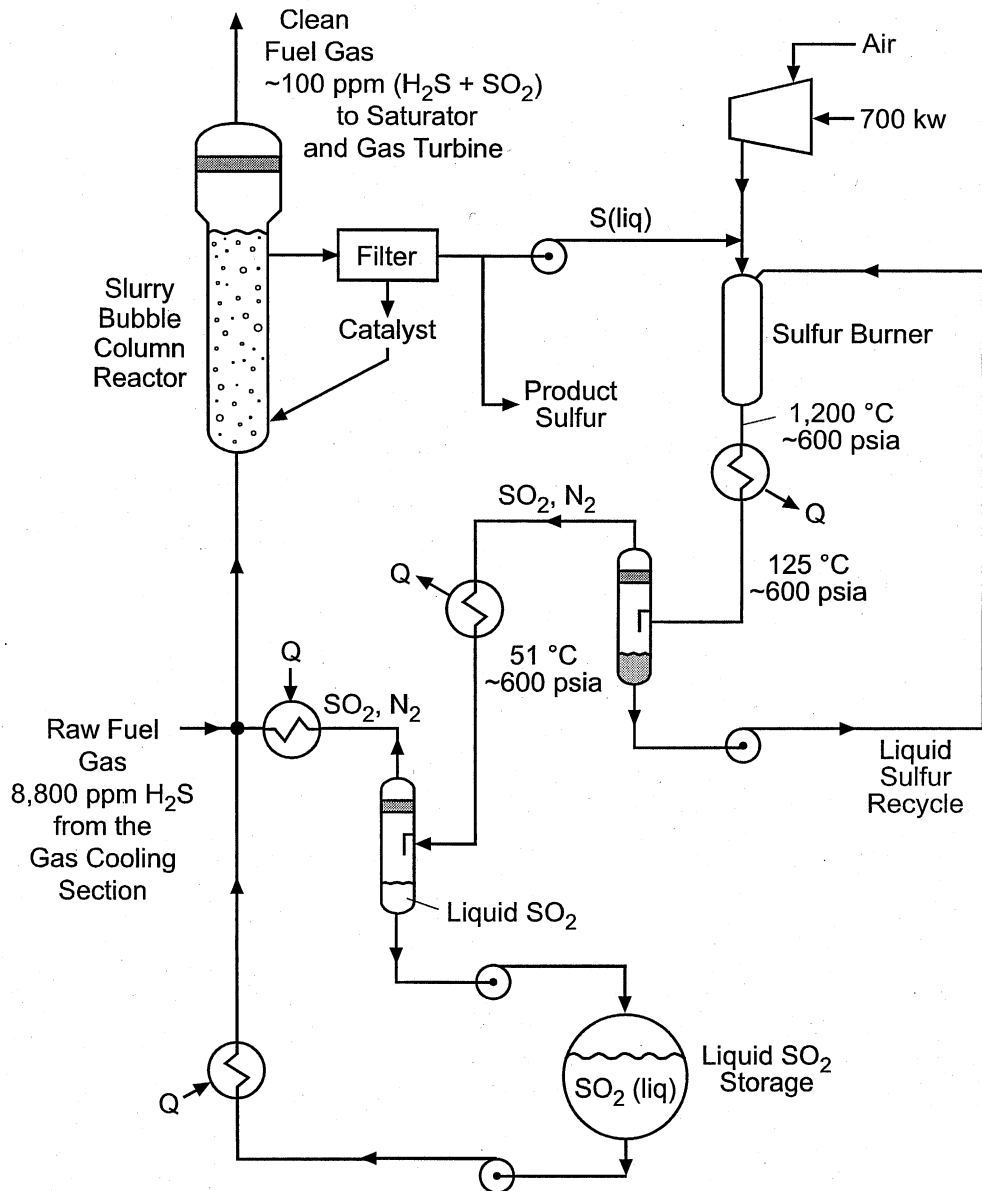 Clean
Fuel Gas
~100 ppm (H₂S + SO₂)
to Saturator
and Gas Turbine
Air
700 kw
S(liq)
Filter
Catalyst
Slurry
Bubble
Column
Reactor
Product
Sulfur
Sulfur Burner
1,200 °C
~600 psia
Q
SO₂, N₂
Q
125 °C
~600 psia
51 °C
~600 psia
Q
SO₂, N₂
Raw Fuel
Gas
8,800 ppm H₂S
from the
Gas Cooling
Section
Liquid
Sulfur
Recycle
Liquid SO₂
Liquid SO₂
Storage
SO₂ (liq)
Q